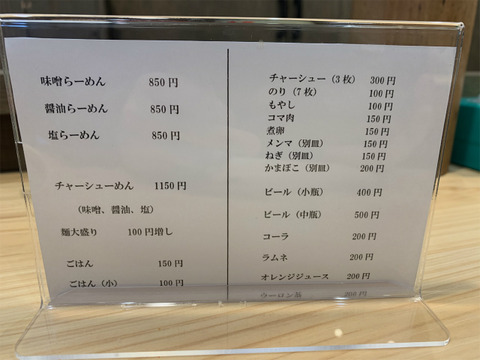 味噌らーめん 850円
醤油らーめん 850円
塩らーめん 850円
チャーシューめん 1150円
（味噌、醤油、塩）
麺大盛り 100円増し
ごはん 150円
ごはん（小） 100円
チャーシュー（3枚） 300円
のり（7枚） 100円
もやし 100円
コマ肉 150円
煮卵 150円
メンマ（別皿） 150円
ねぎ（別皿） 150円
かまぼこ（別皿） 200円
ビール（小瓶） 400円
ビール（中瓶） 500円
コーラ 200円
ラムネ 200円
オレンジジュース 200円
ウーロン茶